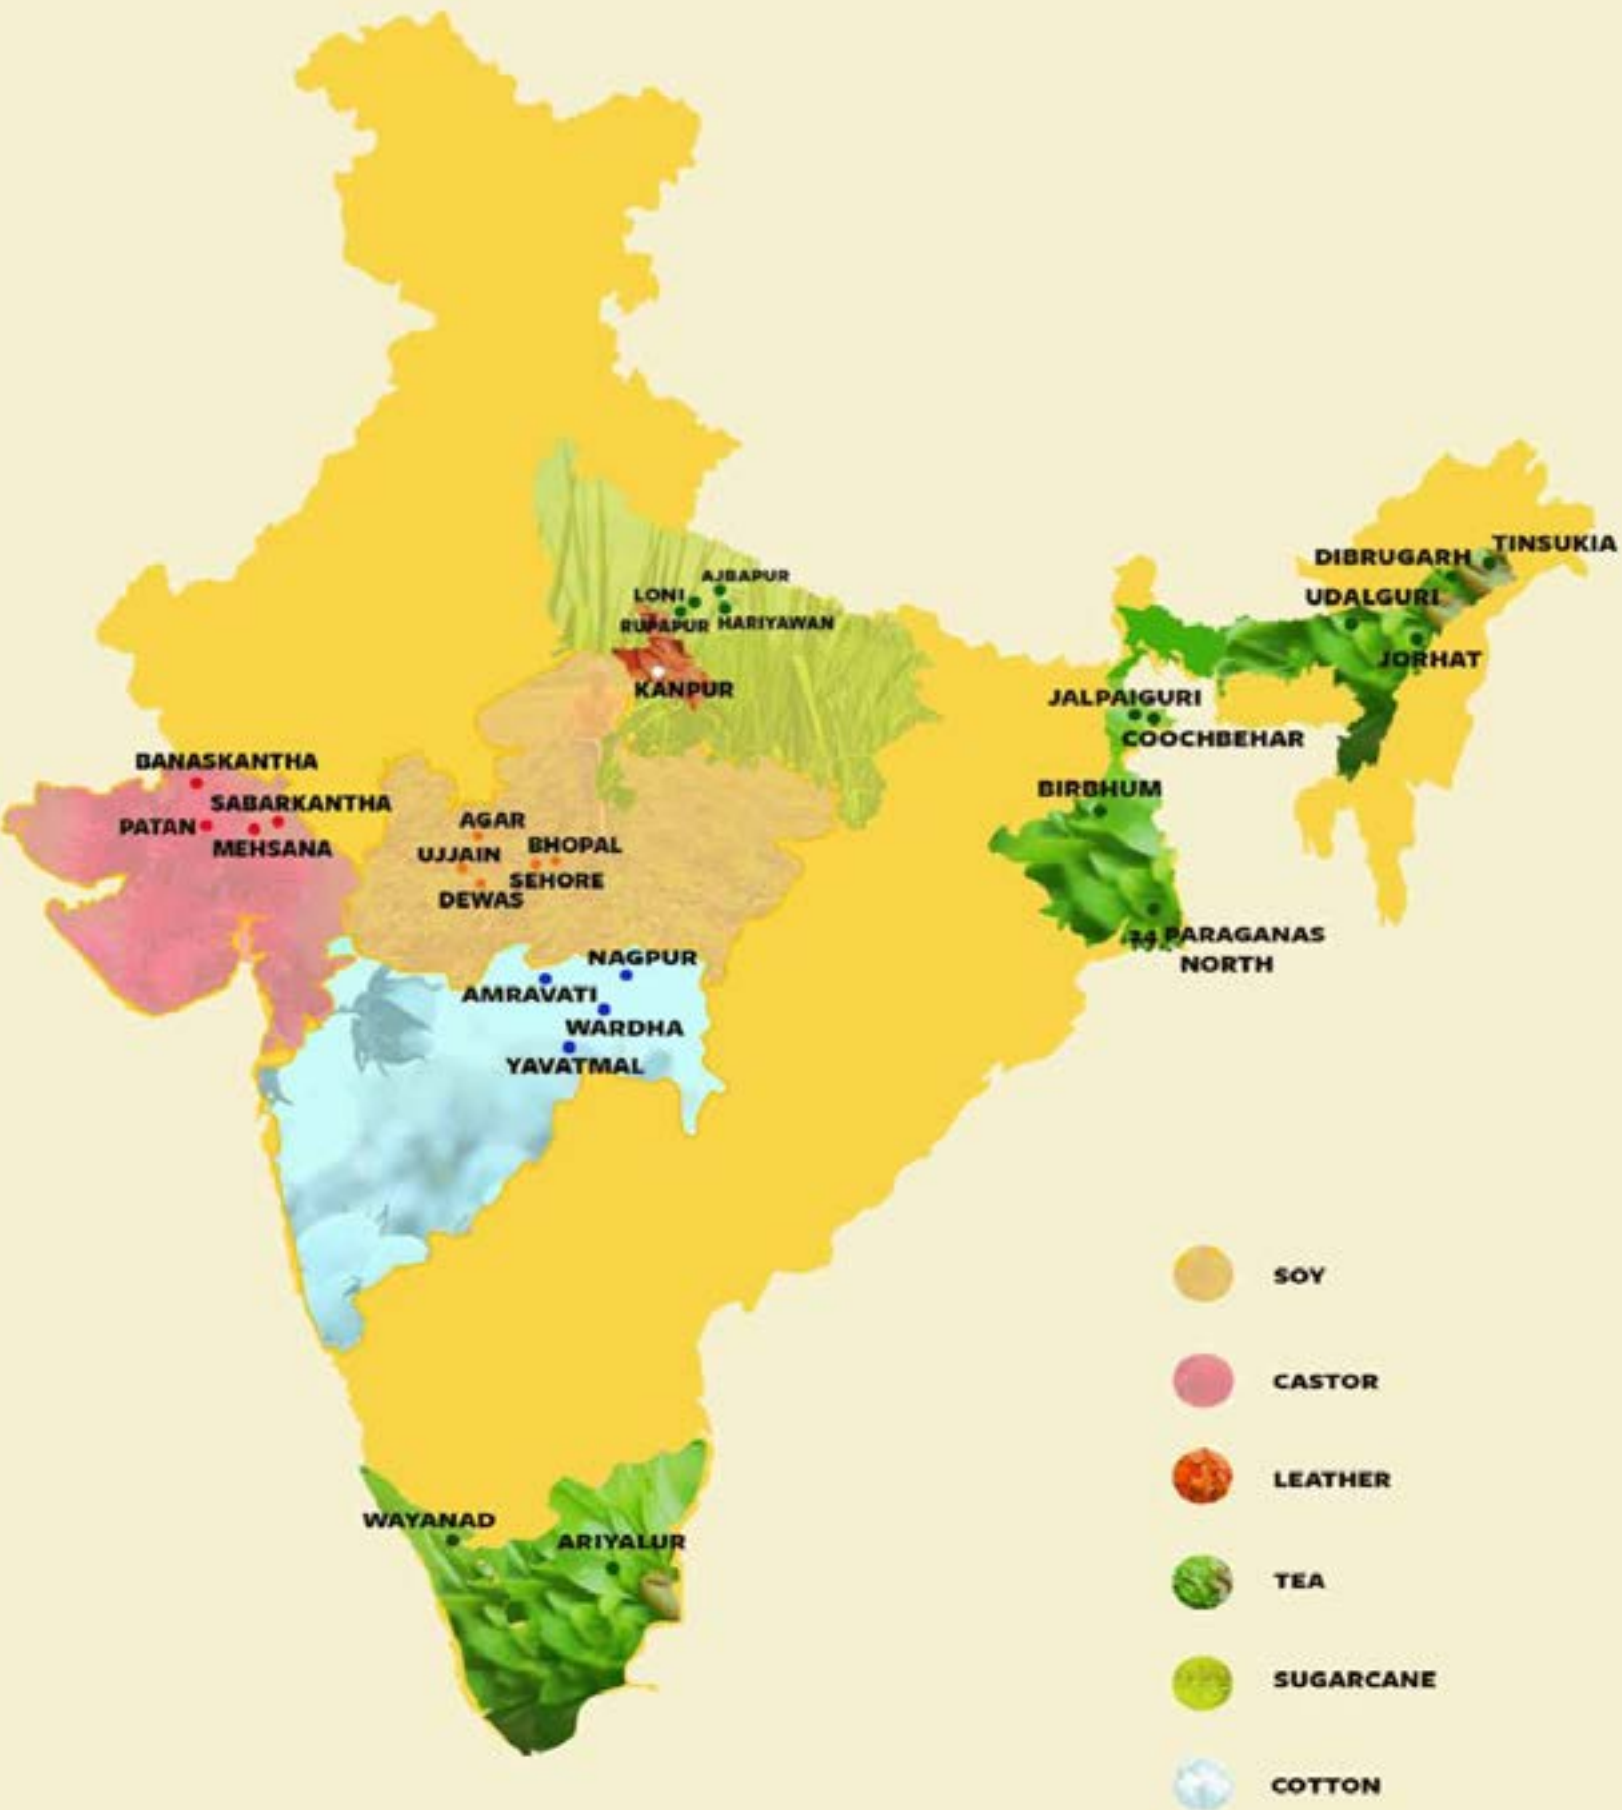 TINSUKIA
DIBRUGARH
AJBAPUR
LONI
UDALGURI
RUPAPUR
HARIYAWAN
JORHAT
KANPUR
JALPAIGURI
COOCHBEHAR
BANASKANTHA
BIRBHUM
SABARKANTHA
PATAN
AGAR
MEHSANA
BHOPAL
UJJAIN
SEHORE
DEWAS
24 PARAGANAS
NORTH
NAGPUR
AMRAVATI
WARDHA
YAVATMAL
SOY
CASTOR
LEATHER
WAYANAD
ARIYALUR
TEA
SUGARCANE
COTTON